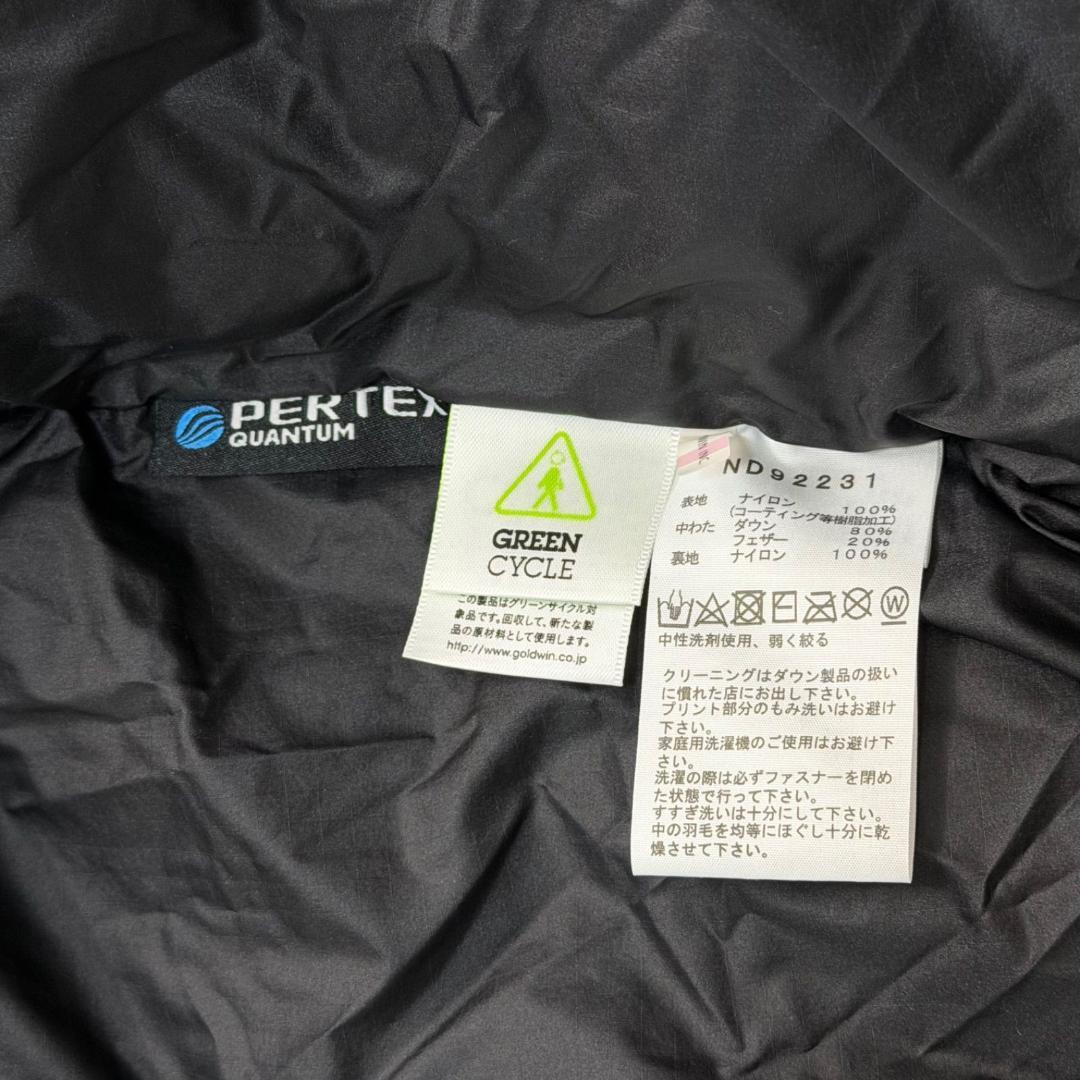 PERTEX
QUANTUM
GREEN
CYCLE
この製品はグリーンサイクル対
象品です。回収して、新たな製
品の原材料として使用します。
http://www.goldwin.co.jp
ND92231
表地 ナイロン 100%
(コーティング等樹脂加工)
中わた ダウン 80%
フェザー 20%
裏地 ナイロン 100%
W
中性洗剤使用、弱く絞る
クリーニングはダウン製品の扱い
に慣れた店にお出し下さい。
プリント部分のもみ洗いはお避け
下さい。
家庭用洗濯機のご使用はお避け下
さい。
洗濯の際は必ずファスナーを閉め
た状態で行って下さい。
すすぎ洗いは十分にして下さい。
中の羽毛を均等にほぐし十分に乾
燥させて下さい。